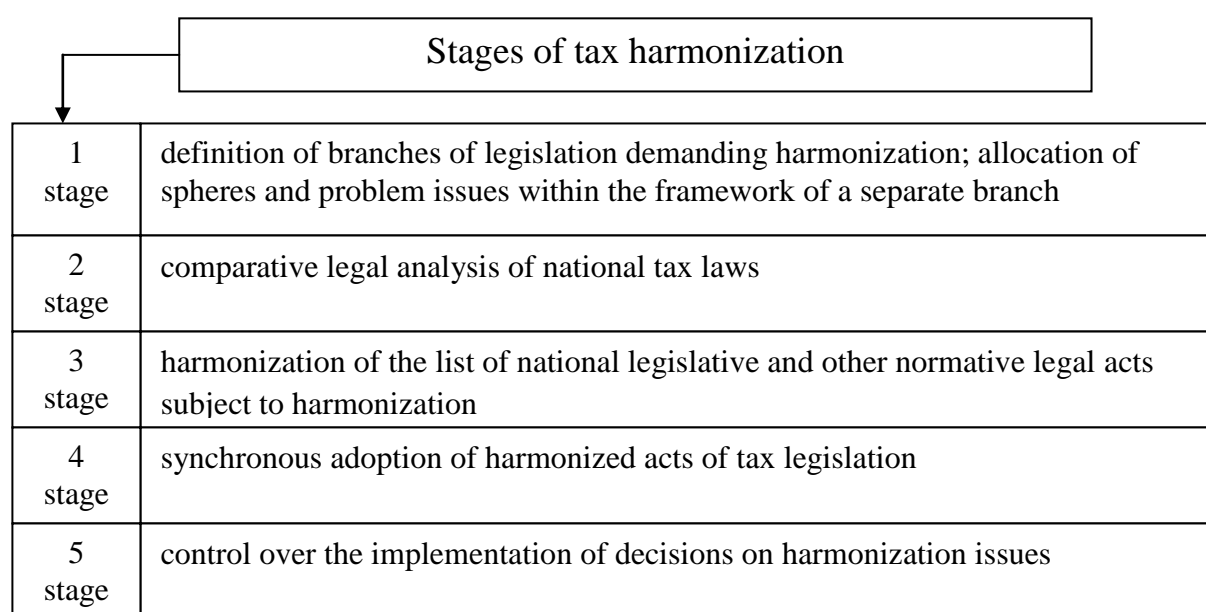 Stages of tax harmonization
1
stage
definition of branches of legislation demanding harmonization; allocation of
spheres and problem issues within the framework of a separate branch
2
stage
comparative legal analysis of national tax laws
3
stage
harmonization of the list of national legislative and other normative legal acts
subject to harmonization
4
stage
synchronous adoption of harmonized acts of tax legislation
5
stage
control over the implementation of decisions on harmonization issues